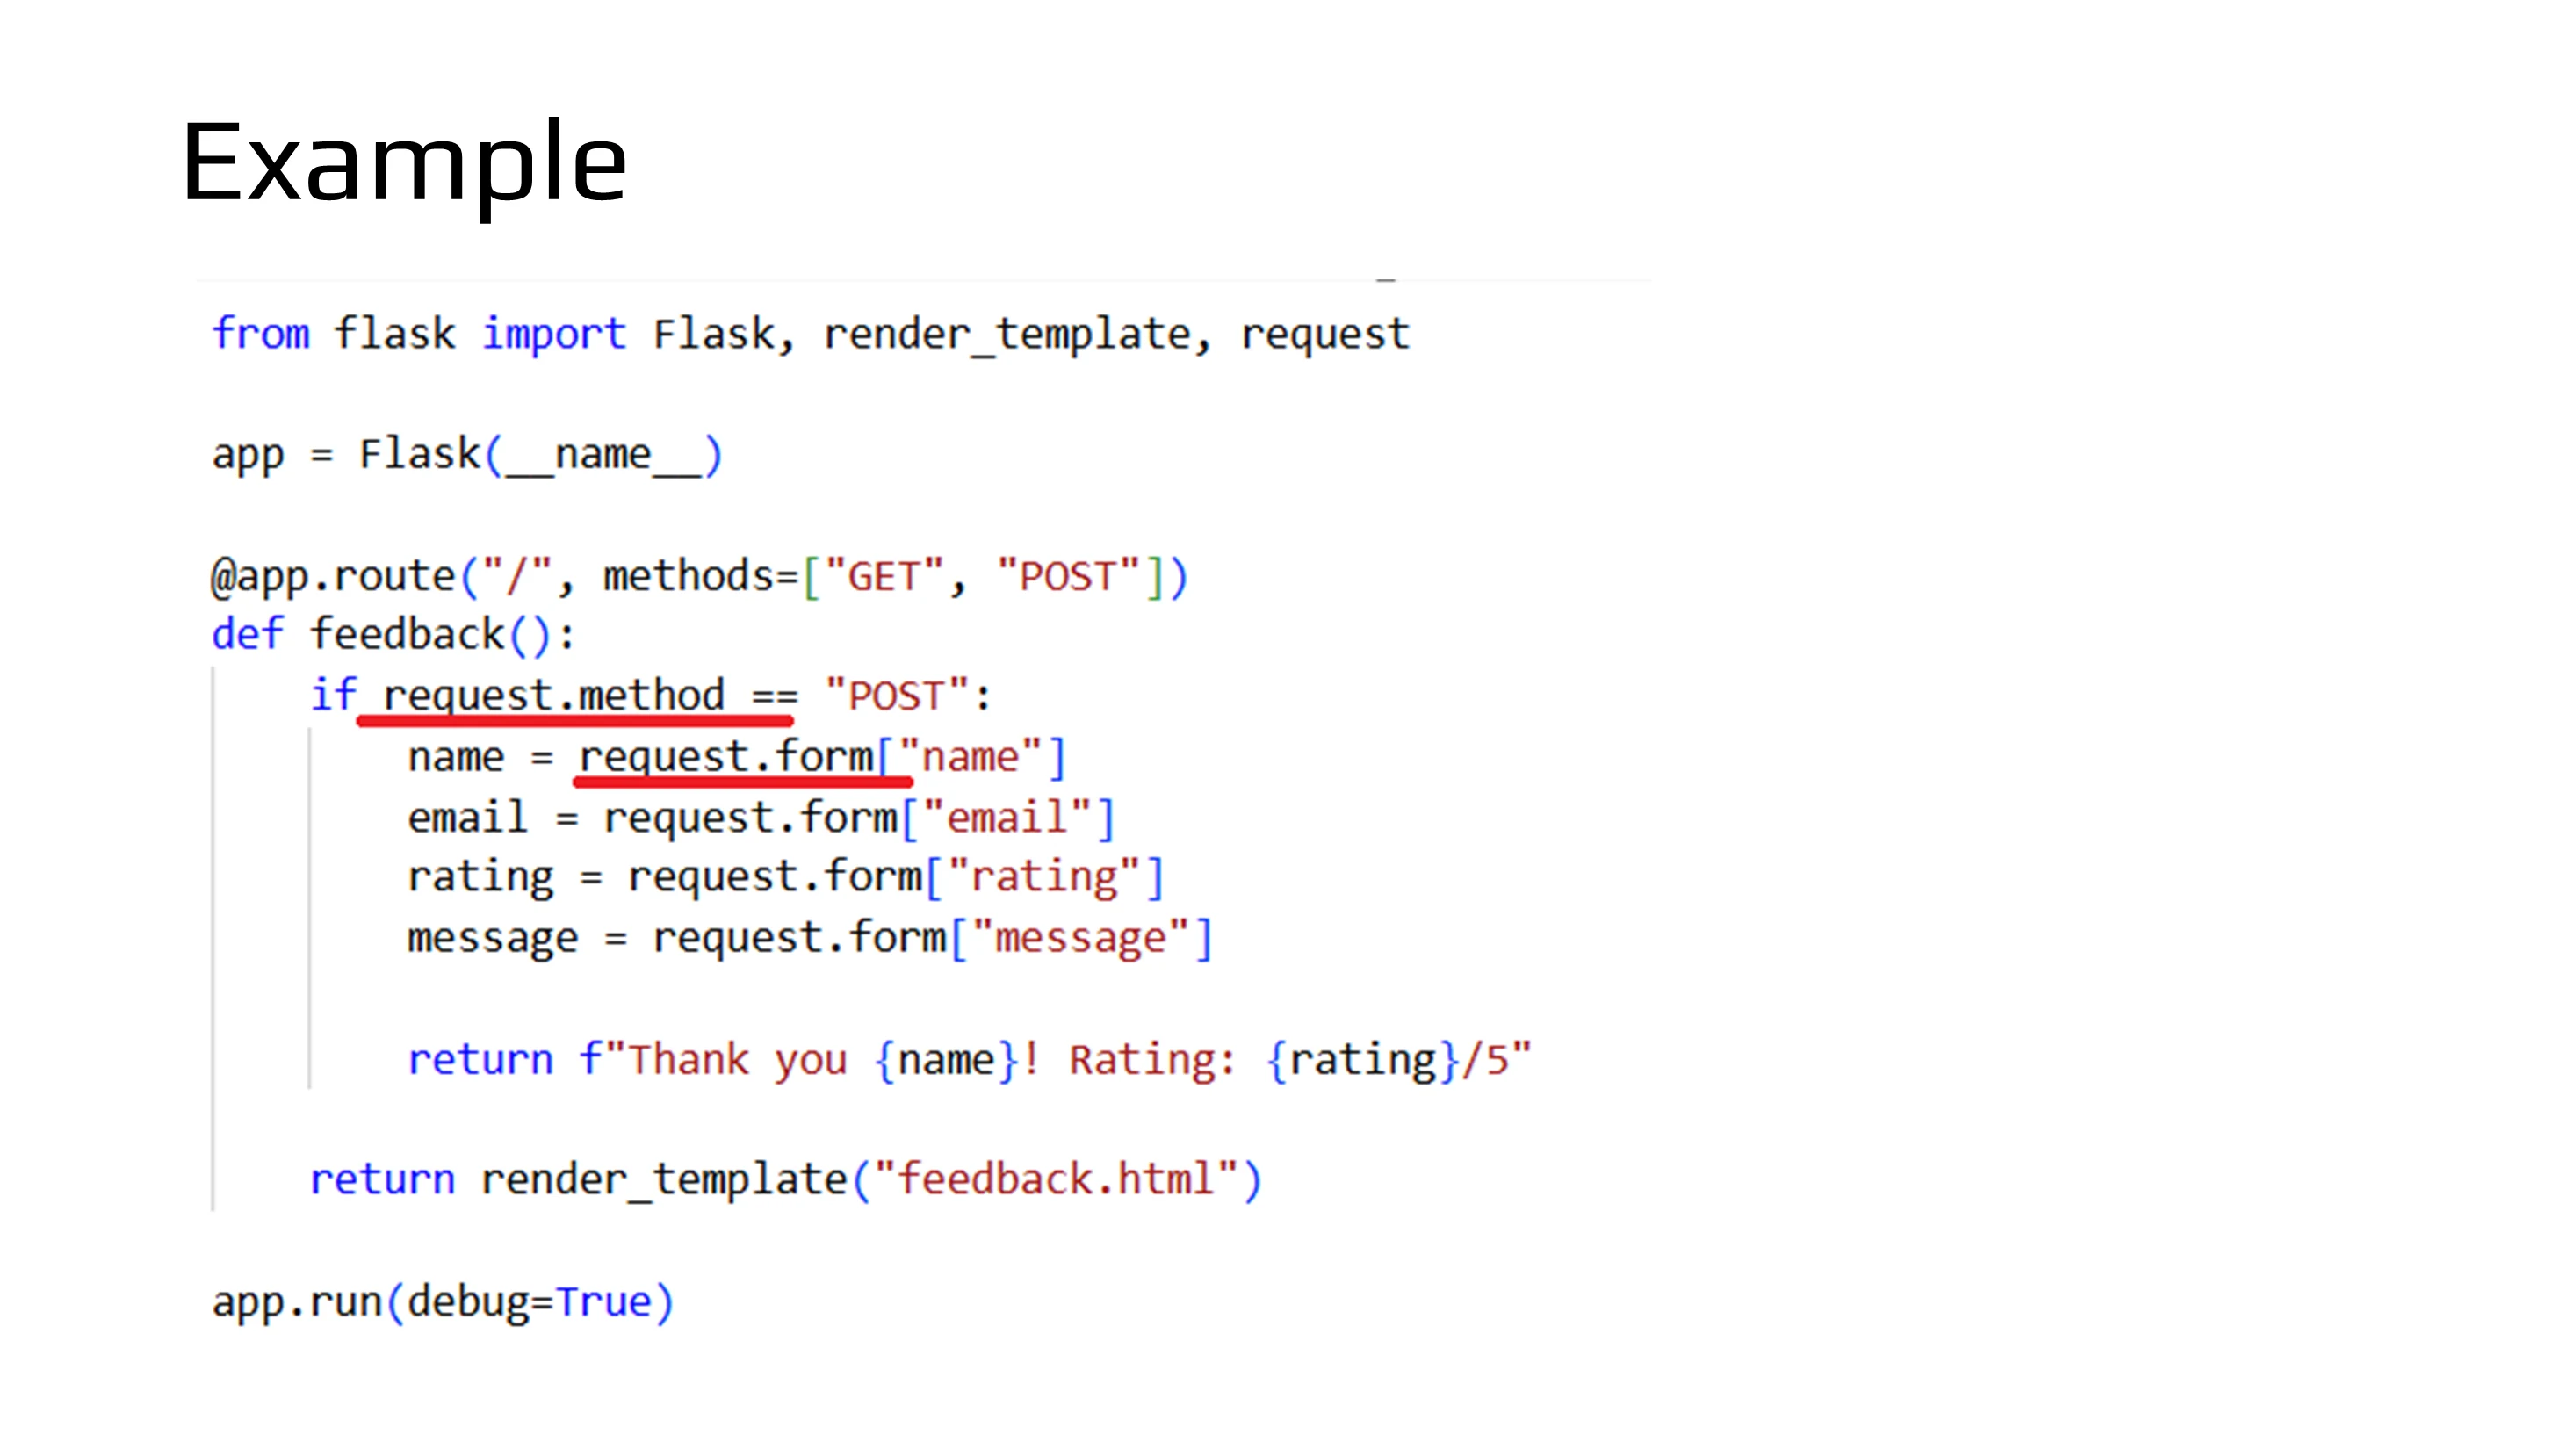 Example
from flask import Flask, render_template, request
app = Flask(__name__)
@app.route("/", methods=["GET", "POST"])
def feedback():
if request.method == "POST":
name = request.form["name"]
email = request.form["email"]
rating = request.form["rating"]
message = request.form["message"]
return f"Thank you {name}! Rating: {rating}/5"
return render_template("feedback.html")
app.run(debug=True)